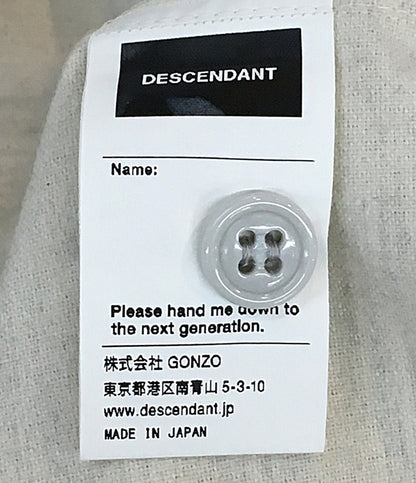 DESCENDANT
Name:
Please hand me down to
the next generation.
株式会社 GONZO
東京都港区南青山 5-3-10
www.descendant.jp
MADE IN JAPAN